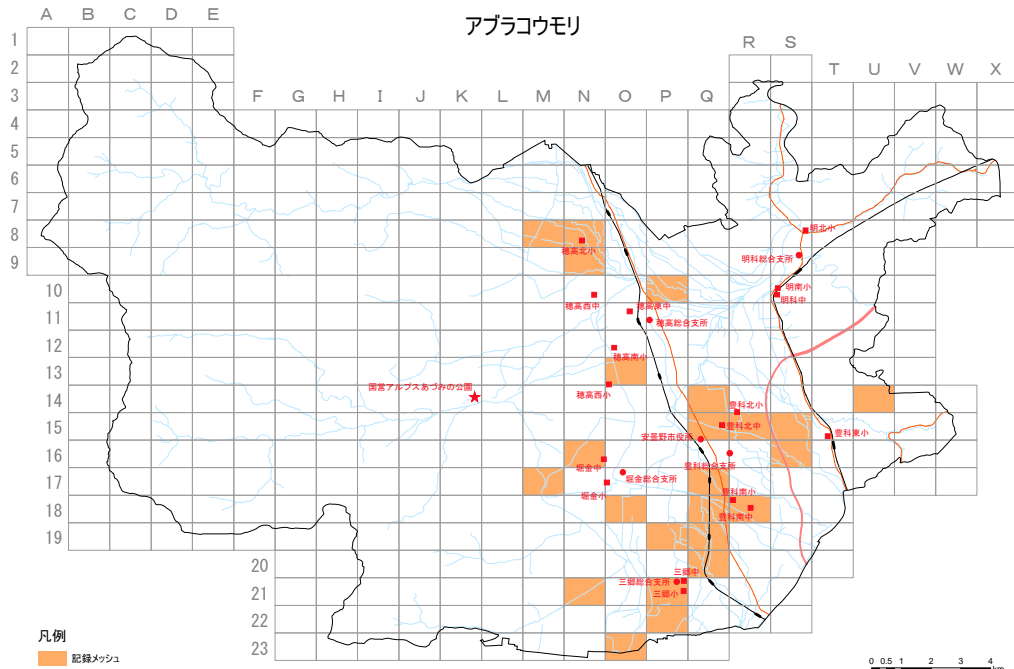 アブラコウモリ
A B C D E
R S
T U V W X
F G H I J K L M N O P Q
1
2
3
4
5
6
7
8
9
10
11
12
13
14
15
16
17
18
19
20
21
22
23
明北小
穂高北小
明科総合支所
明南小
明科中
穂高西中
穂高東中
穂高総合支所
穂高南小
国営アルプスあづみの公園
穂高西小
豊科北小
豊科北中
安曇野市役所
豊科東小
堀金中
豊科総合支所
堀金総合支所
堀金小
豊科南小
豊科南中
三郷中
三郷総合支所
三郷小
凡例
記録メッシュ
0 0.5 1 2 3 4
km